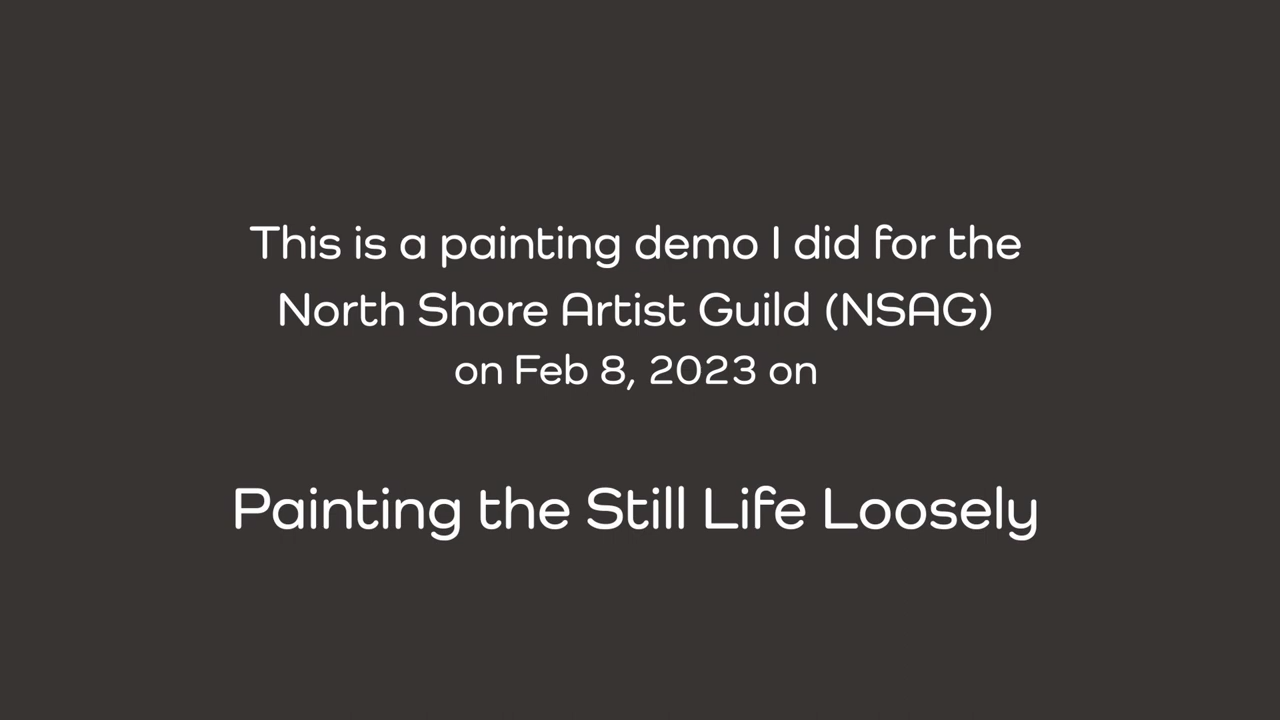 This is a painting demo I did for the
North Shore Artist Guild (NSAG)
on Feb 8, 2023 on
Painting the Still Life Loosely